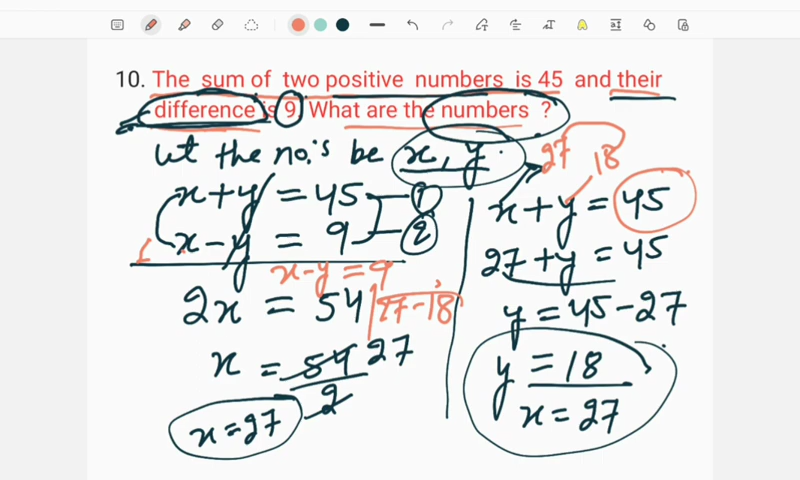 10. The sum of two positive numbers is 45 and their
difference is 9. What are the numbers ?
Let the no.s be x, y.
x+y = 45 — 1
x-y = 9 — 2
x-y = 9
2x = 54
27-18
x = 54/2 27
x = 27
27 18
x + y = 45
27 + y = 45
y = 45 - 27
y = 18
x = 27